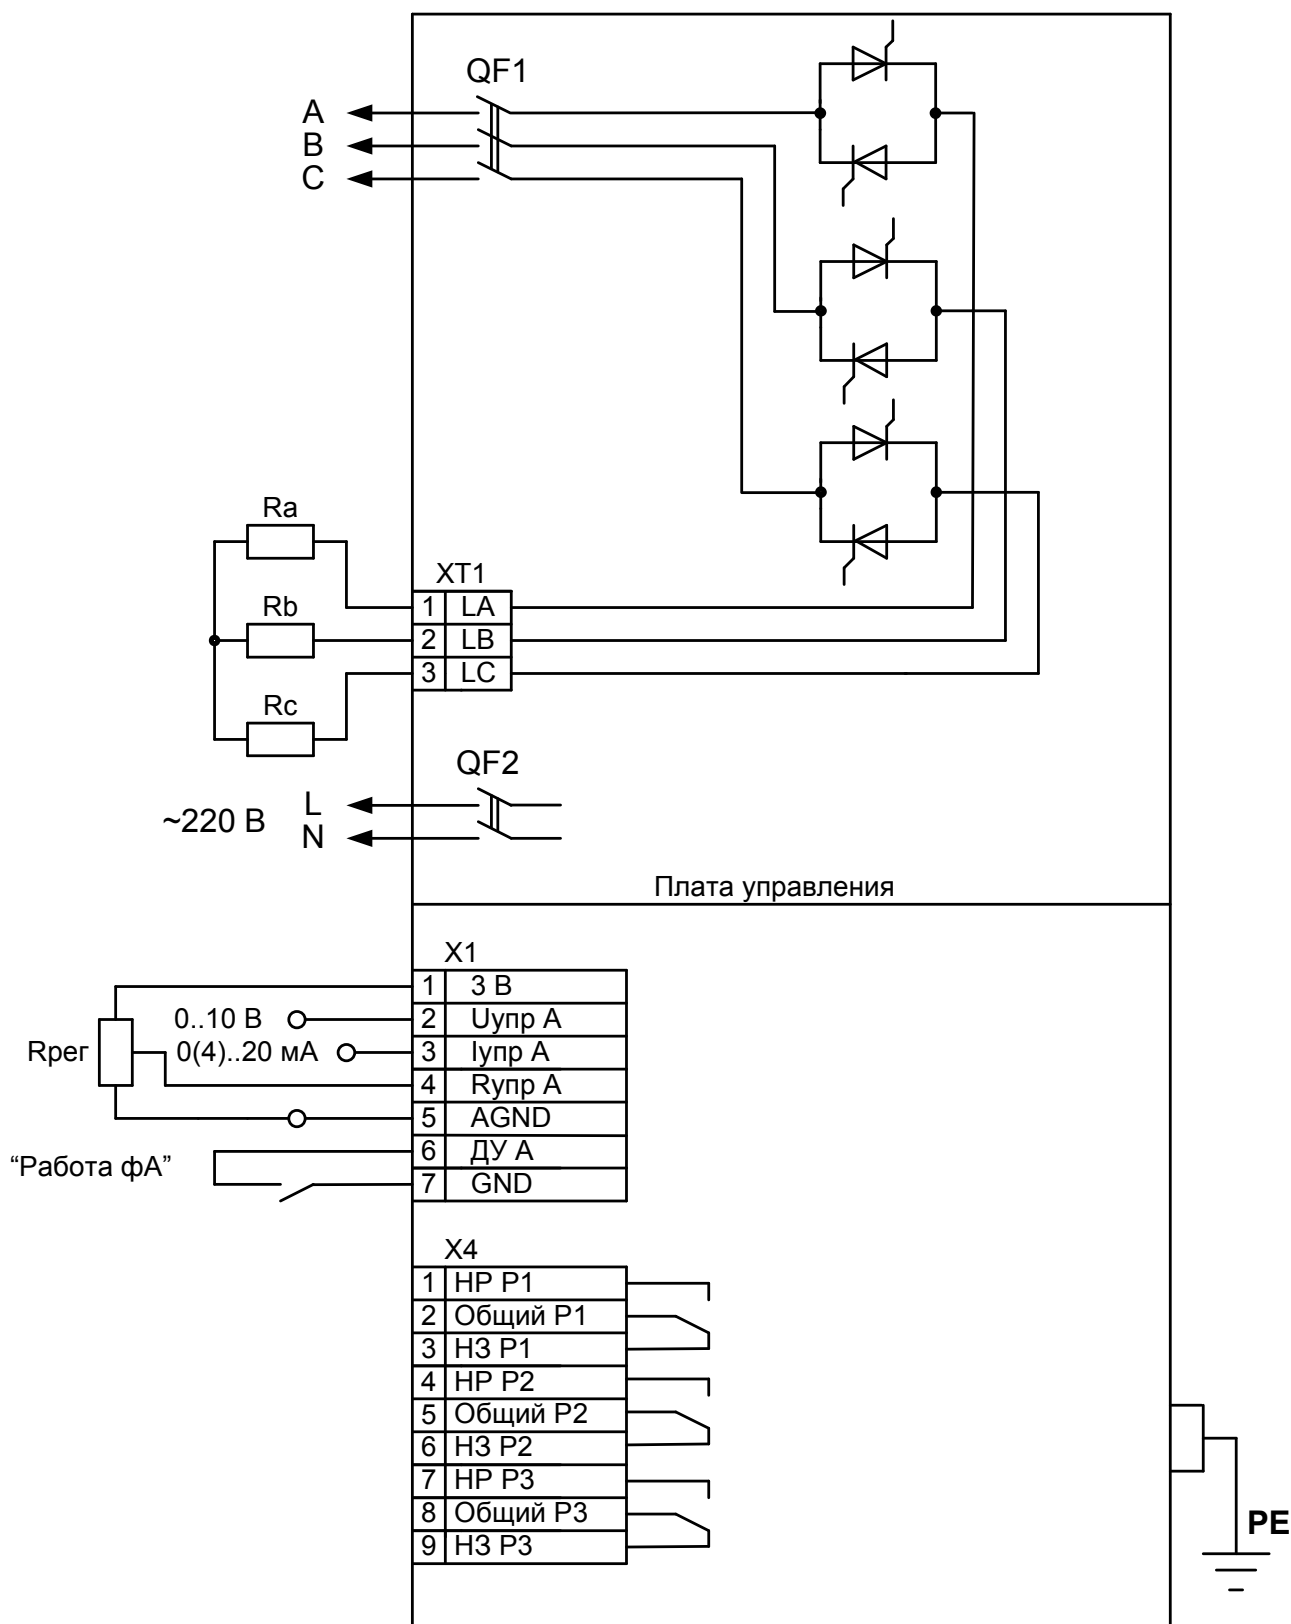 QF1
A
B
C
Ra
XT1
1 LA
Rb
2 LB
3 LC
Rc
QF2
L
~220 В
N
Плата управления
X1
1 3 В
0..10 В
2 Uупр А
Rрег
0(4)..20 мА
3 Iупр А
4 Rупр А
5 AGND
6 ДУ А
“Работа фА”
7 GND
X4
1 НР Р1
2 Общий Р1
3 НЗ Р1
4 НР Р2
5 Общий Р2
6 НЗ Р2
7 НР Р3
8 Общий Р3
9 НЗ Р3
PE